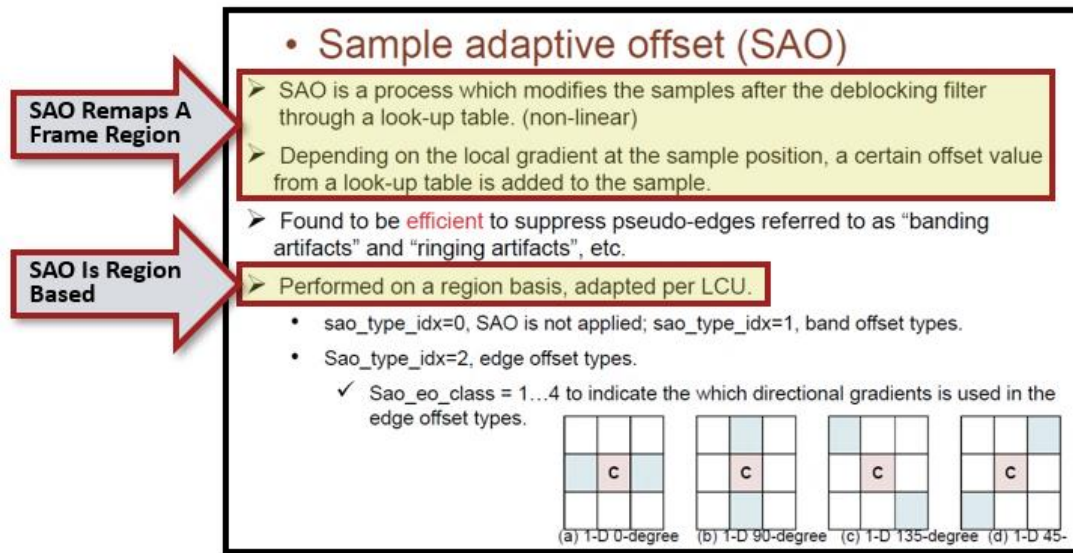 • Sample adaptive offset (SAO)
SAO Remaps A
Frame Region
➤ SAO is a process which modifies the samples after the deblocking filter
through a look-up table. (non-linear)
➤ Depending on the local gradient at the sample position, a certain offset value
from a look-up table is added to the sample.
➤ Found to be efficient to suppress pseudo-edges referred to as “banding
artifacts” and “ringing artifacts”, etc.
SAO Is Region
Based
➤ Performed on a region basis, adapted per LCU.
• sao_type_idx=0, SAO is not applied; sao_type_idx=1, band offset types.
• Sao_type_idx=2, edge offset types.
✓ Sao_eo_class = 1…4 to indicate the which directional gradients is used in the
edge offset types.
C C C C
(a) 1-D 0-degree (b) 1-D 90-degree (c) 1-D 135-degree (d) 1-D 45-